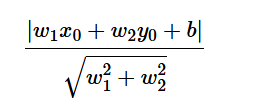 |w₁x₀ + w₂y₀ + b|
√(w₁² + w₂²)